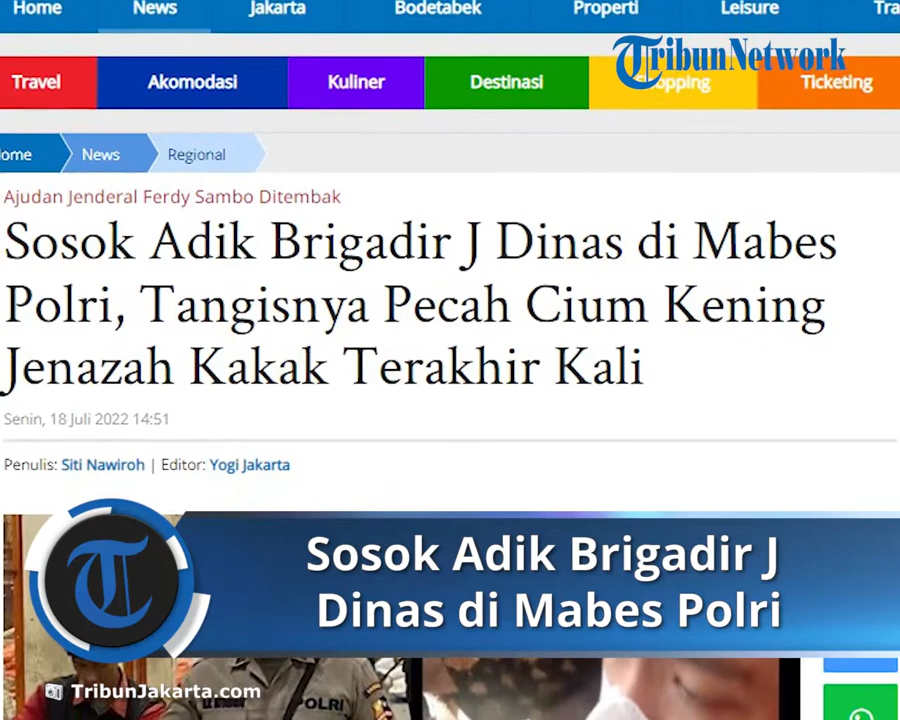 Home News Jakarta Bodetabek Properti Leisure
TribunNetwork
Travel Akomodasi Kuliner Destinasi Ticketing
News Regional
Ajudan Jenderal Ferdy Sambo Ditembak
Sosok Adik Brigadir J Dinas di Mabes
Polri, Tangisnya Pecah Cium Kening
Jenazah Kakak Terakhir Kali
Senin, 18 Juli 2022 14:51
Penulis: Siti Nawiroh | Editor: Yogi Jakarta
Sosok Adik Brigadir J
Dinas di Mabes Polri
T
TribunJakarta.com
POLRI